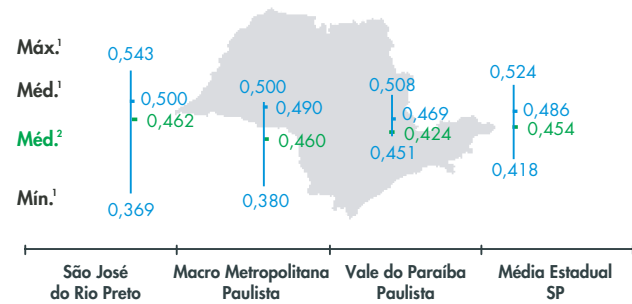 Máx.¹
0,543
Méd.¹
0,500
Méd.²
0,462
Mín.¹
0,369
0,500
0,490
0,460
0,380
0,508
0,469
0,424
0,451
0,524
0,486
0,454
0,418
São José
do Rio Preto
Macro Metropolitana
Paulista
Vale do Paraíba
Paulista
Média Estadual
SP